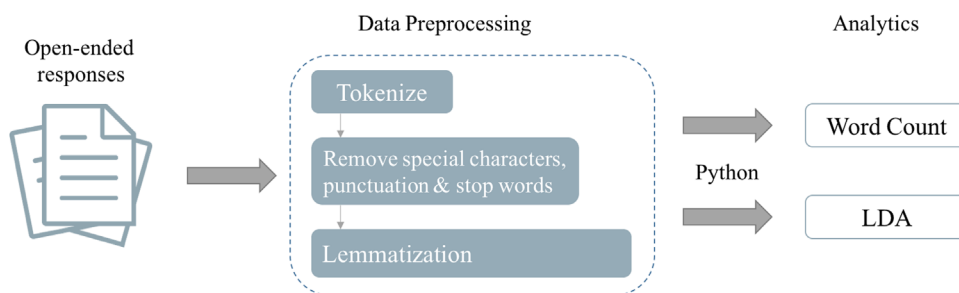 Data Preprocessing
Analytics
Open-ended
responses
Tokenize
Remove special characters,
punctuation & stop words
Lemmatization
Python
Word Count
LDA